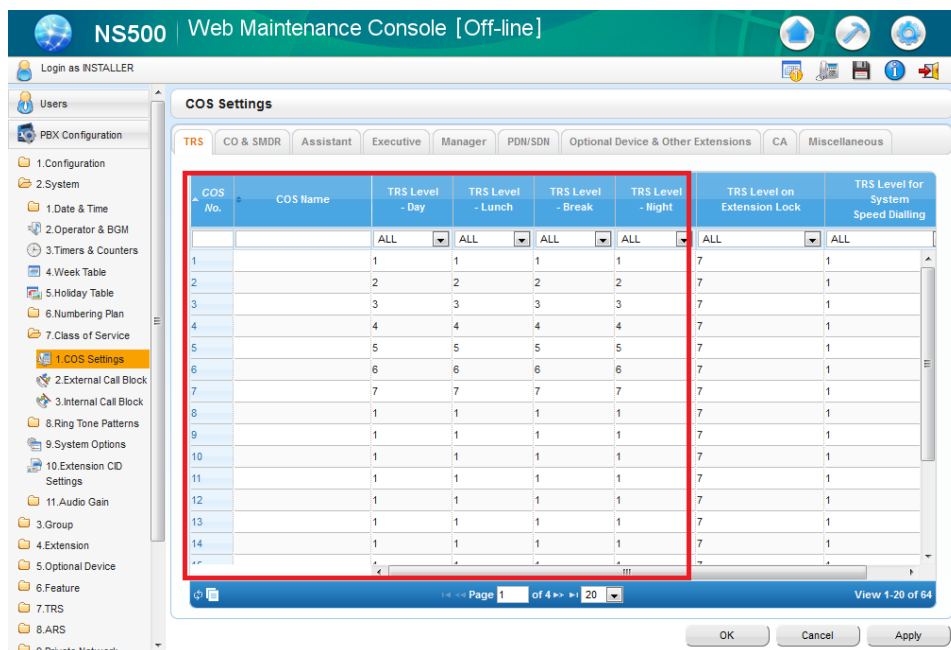 NS500 Web Maintenance Console [Off-line]
Login as INSTALLER
Users
PBX Configuration
1.Configuration
2.System
1.Date & Time
2.Operator & BGM
3.Timers & Counters
4.Week Table
5.Holiday Table
6.Numbering Plan
7.Class of Service
1.COS Settings
2.External Call Block
3.Internal Call Block
8.Ring Tone Patterns
9.System Options
10.Extension CID
Settings
11.Audio Gain
3.Group
4.Extension
5.Optional Device
6.Feature
7.TRS
8.ARS
9.Private Network
COS Settings
TRS CO & SMDR Assistant Executive Manager PDN/SDN Optional Device & Other Extensions CA Miscellaneous
COS No. COS Name TRS Level - Day TRS Level - Lunch TRS Level - Break TRS Level - Night TRS Level on Extension Lock TRS Level for System Speed Dialling
ALL ALL ALL ALL ALL ALL
1 1 1 1 1 7 1
2 2 2 2 2 7 1
3 3 3 3 3 7 1
4 4 4 4 4 7 1
5 5 5 5 5 7 1
6 6 6 6 6 7 1
7 7 7 7 7 7 1
8 1 1 1 1 7 1
9 1 1 1 1 7 1
10 1 1 1 1 7 1
11 1 1 1 1 7 1
12 1 1 1 1 7 1
13 1 1 1 1 7 1
14 1 1 1 1 7 1
Page 1 of 4 20 View 1-20 of 64
OK Cancel Apply